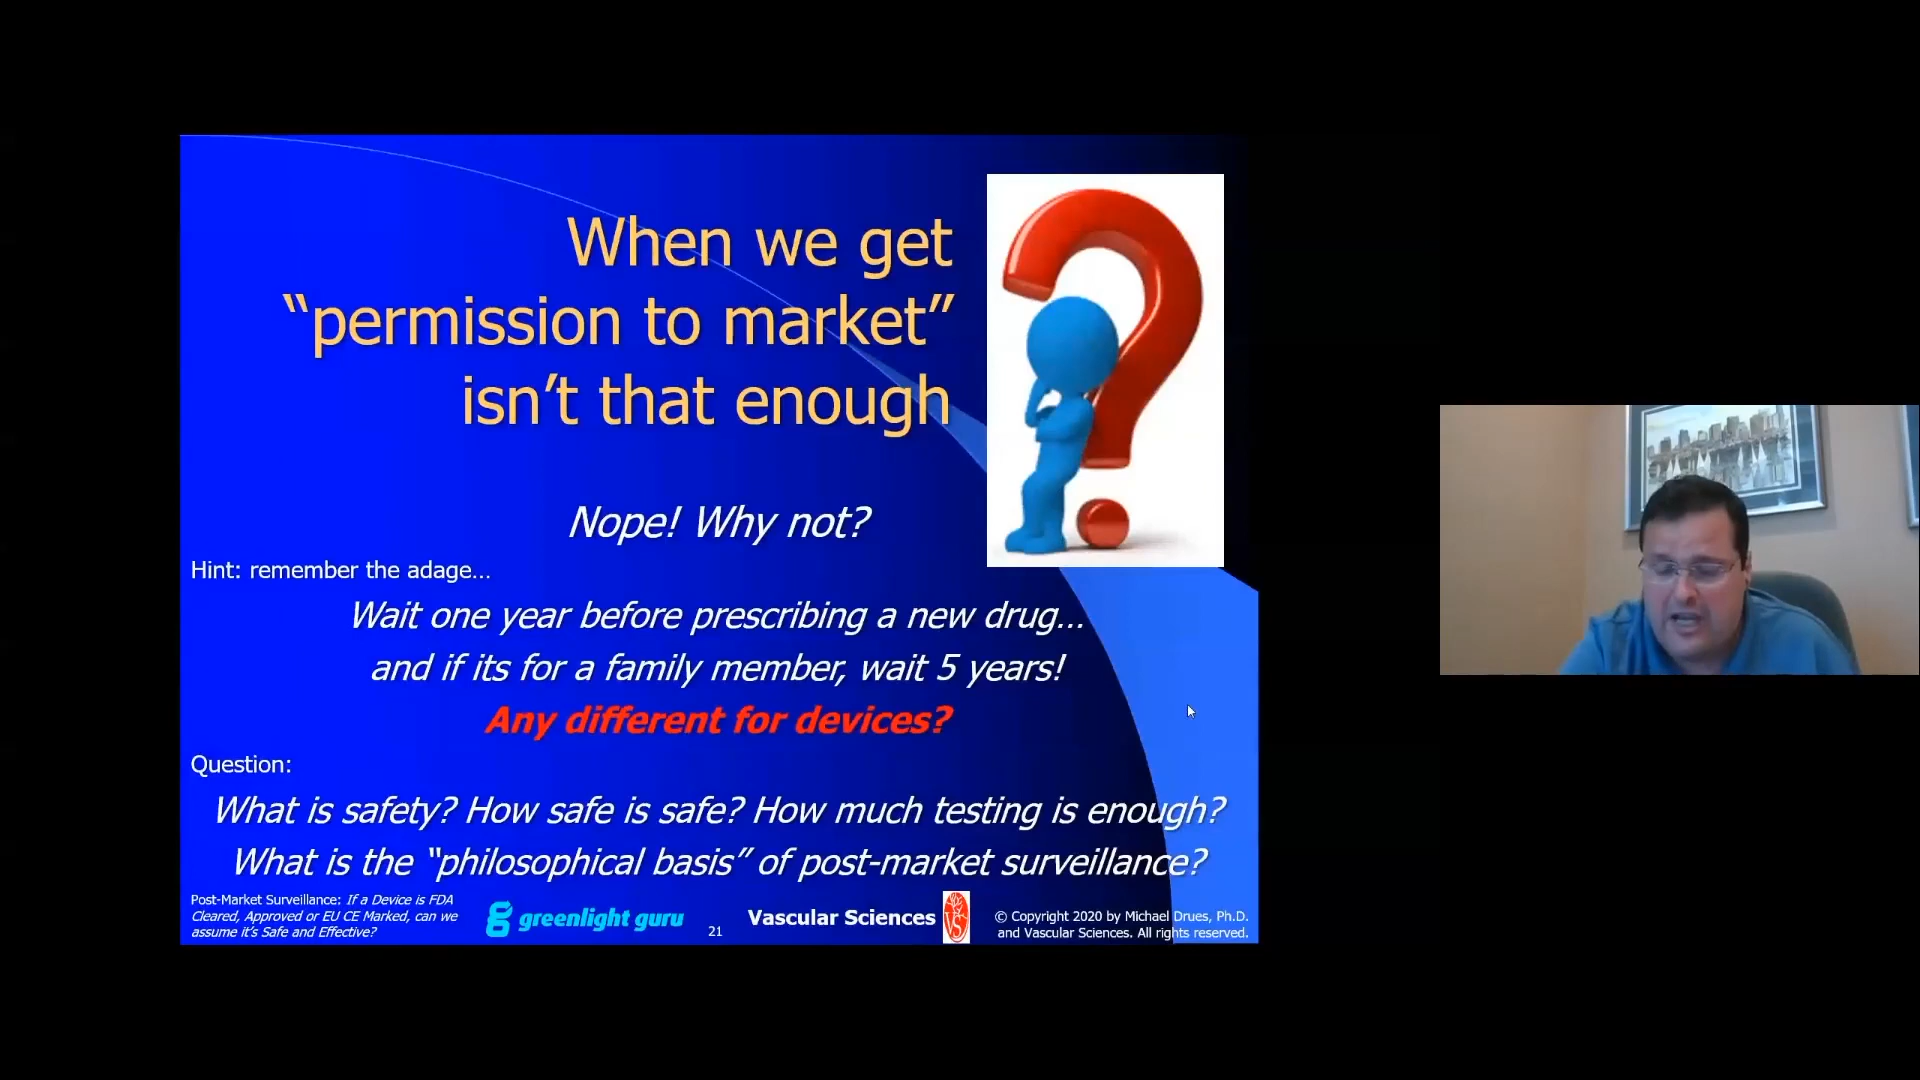 When we get
“permission to market”
isn’t that enough
Nope! Why not?
Hint: remember the adage...
Wait one year before prescribing a new drug...
and if its for a family member, wait 5 years!
Any different for devices?
Question:
What is safety? How safe is safe? How much testing is enough?
What is the “philosophical basis” of post-market surveillance?
Post-Market Surveillance: If a Device is FDA
Cleared, Approved or EU CE Marked, can we
assume it’s Safe and Effective?
greenlight guru
21
Vascular Sciences
VS
© Copyright 2020 by Michael Drues, Ph.D.
and Vascular Sciences. All rights reserved.